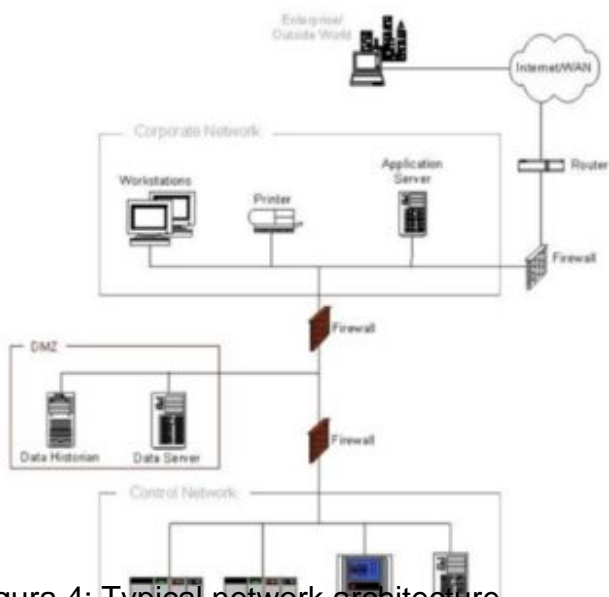 Enterprise/
Outside World
Internet/WAN
Corporate Network
Router
Workstations
Printer
Application
Server
Firewall
Firewall
DMZ
Data Historian
Data Server
Firewall
Control Network
gura 4: Typical network architecture